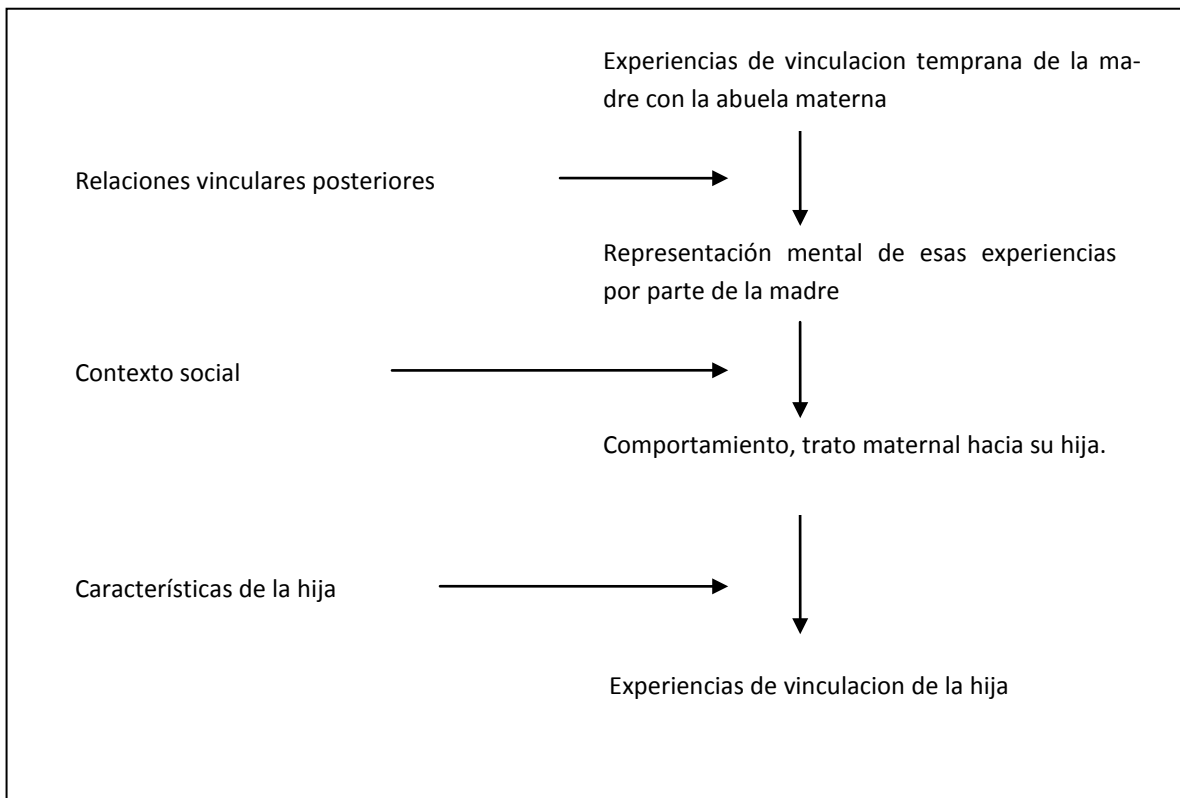 Experiencias de vinculacion temprana de la ma-
dre con la abuela materna
Relaciones vinculares posteriores
Representación mental de esas experiencias
por parte de la madre
Contexto social
Comportamiento, trato maternal hacia su hija.
Características de la hija
Experiencias de vinculacion de la hija